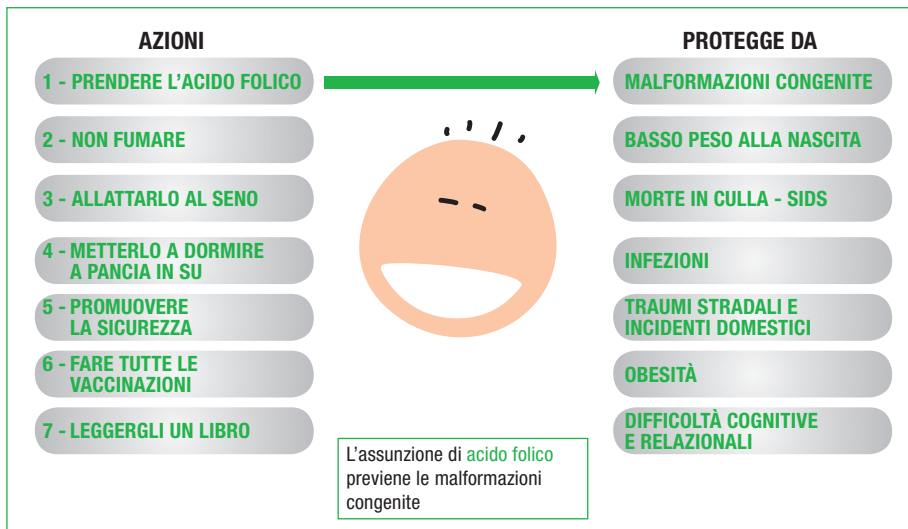 AZIONI
1 - PRENDERE L'ACIDO FOLICO
2 - NON FUMARE
3 - ALLATTARLO AL SENO
4 - METTERLO A DORMIRE
A PANCIA IN SU
5 - PROMUOVERE
LA SICUREZZA
6 - FARE TUTTE LE
VACCINAZIONI
7 - LEGGERGLI UN LIBRO
PROTEGGE DA
MALFORMAZIONI CONGENITE
BASSO PESO ALLA NASCITA
MORTE IN CULLA - SIDS
INFEZIONI
TRAUMI STRADALI E
INCIDENTI DOMESTICI
OBESITÀ
DIFFICOLTÀ COGNITIVE
E RELAZIONALI
L'assunzione di acido folico
previene le malformazioni
congenite